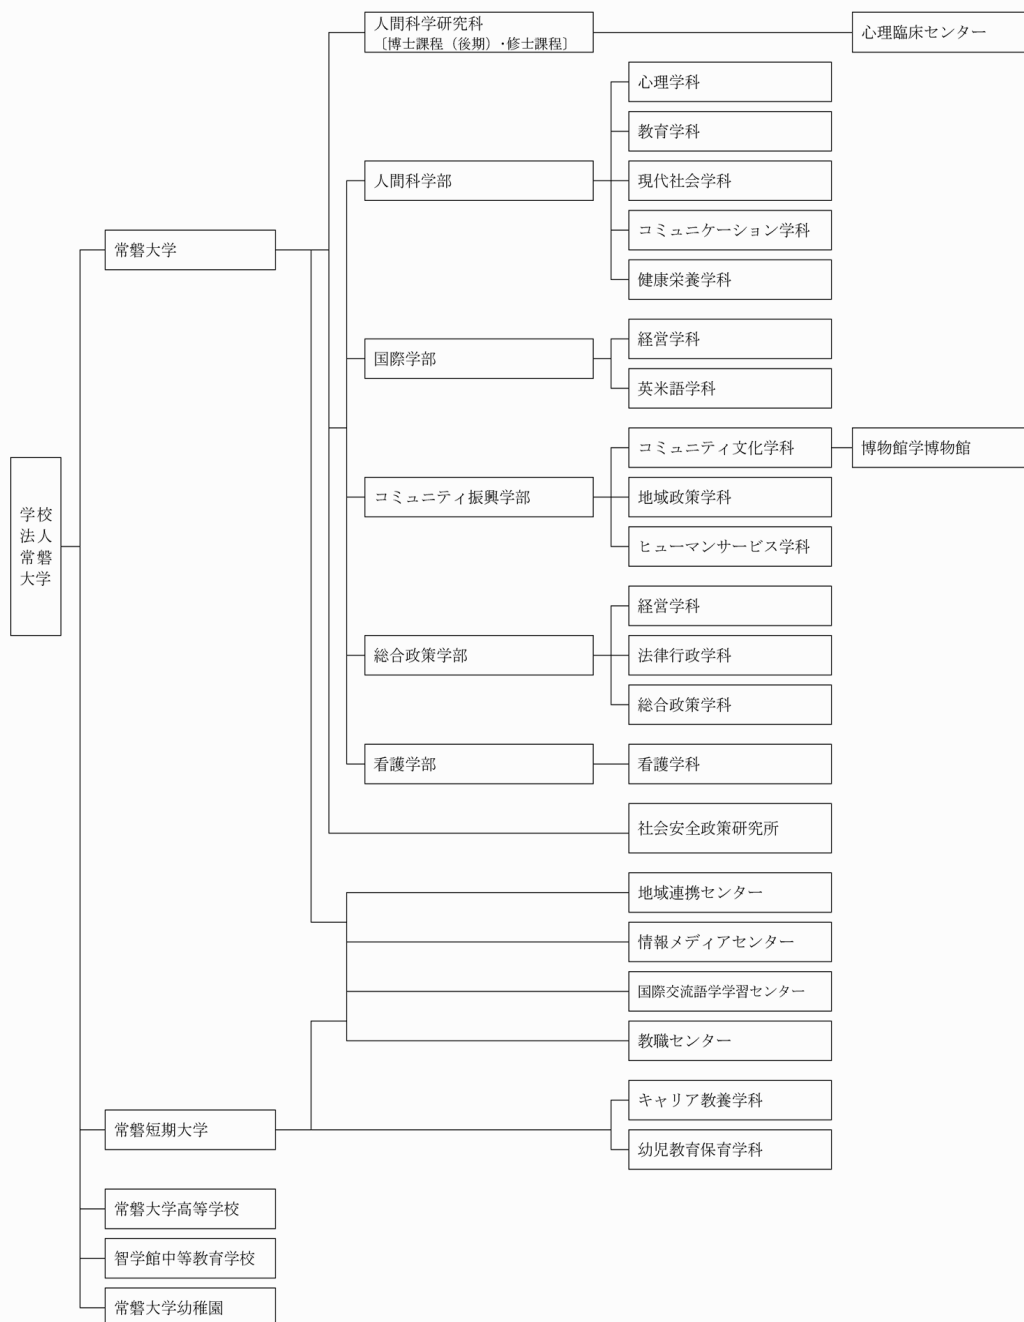 人間科学研究科
〔博士課程（後期）・修士課程〕
心理臨床センター
心理学科
教育学科
人間科学部
現代社会学科
コミュニケーション学科
常磐大学
健康栄養学科
経営学科
国際学部
英米語学科
コミュニティ文化学科
博物館学博物館
コミュニティ振興学部
地域政策学科
ヒューマンサービス学科
学校
法人
常磐
大学
経営学科
総合政策学部
法律行政学科
総合政策学科
看護学部
看護学科
社会安全政策研究所
地域連携センター
情報メディアセンター
国際交流語学学習センター
教職センター
キャリア教養学科
常磐短期大学
幼児教育保育学科
常磐大学高等学校
智学館中等教育学校
常磐大学幼稚園